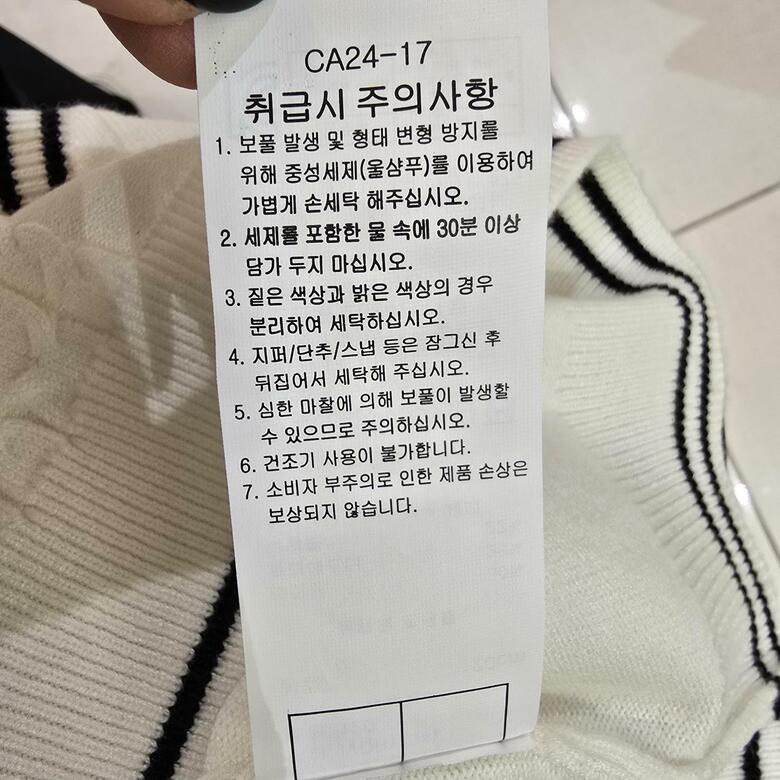 CA24-17
취급시 주의사항
1. 보풀 발생 및 형태 변형 방지를
위해 중성세제(울샴푸)를 이용하여
가볍게 손세탁 해주십시오.
2. 세제를 포함한 물 속에 30분 이상
담가 두지 마십시오.
3. 짙은 색상과 밝은 색상의 경우
분리하여 세탁하십시오.
4. 지퍼/단추/스냅 등은 잠그신 후
뒤집어서 세탁해 주십시오.
5. 심한 마찰에 의해 보풀이 발생할
수 있으므로 주의하십시오.
6. 건조기 사용이 불가합니다.
7. 소비자 부주의로 인한 제품 손상은
보상되지 않습니다.